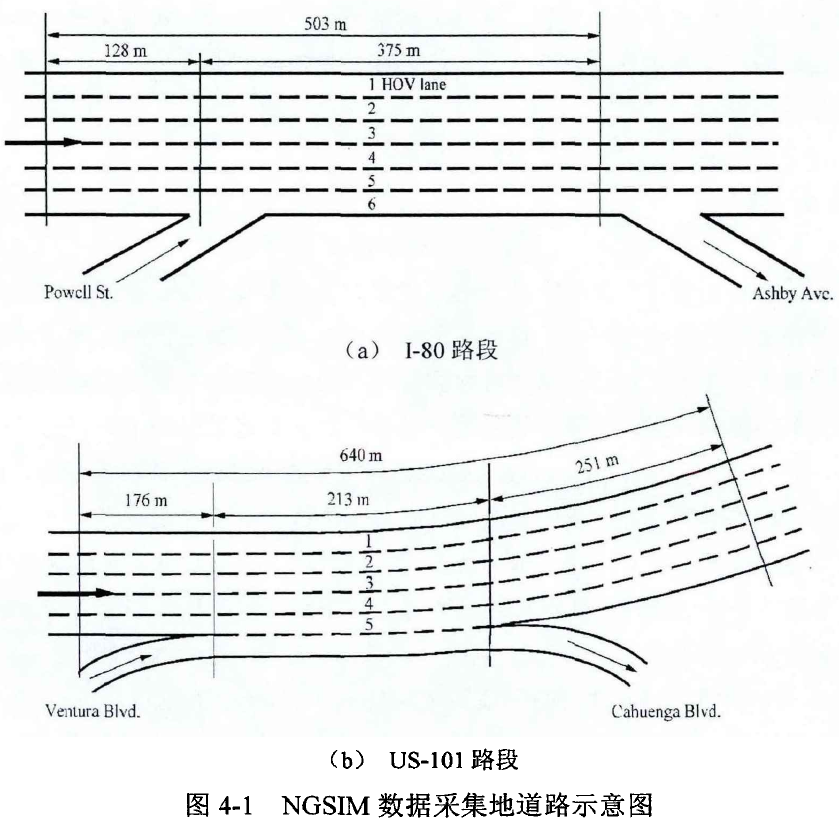 503 m
128 m
375 m
1 HOV lane
2
3
4
5
6
Powell St.
Ashby Ave.
（a） I-80 路段
640 m
251 m
176 m
213 m
1
2
3
4
5
Ventura Blvd.
Cahuenga Blvd.
（b） US-101 路段
图 4-1 NGSIM 数据采集地道路示意图